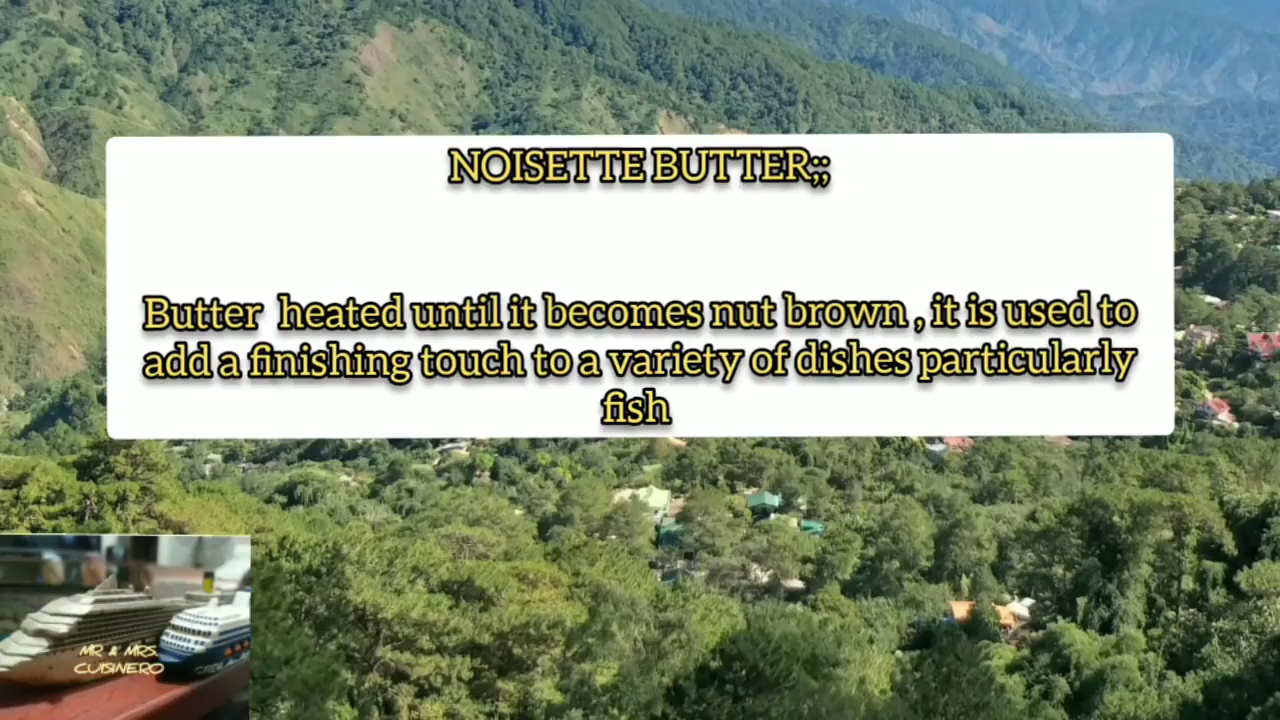 NOISETTE BUTTER;;
Butter heated until it becomes nut brown , it is used to
add a finishing touch to a variety of dishes particularly
fish
MR & MRS.
CUISINERO